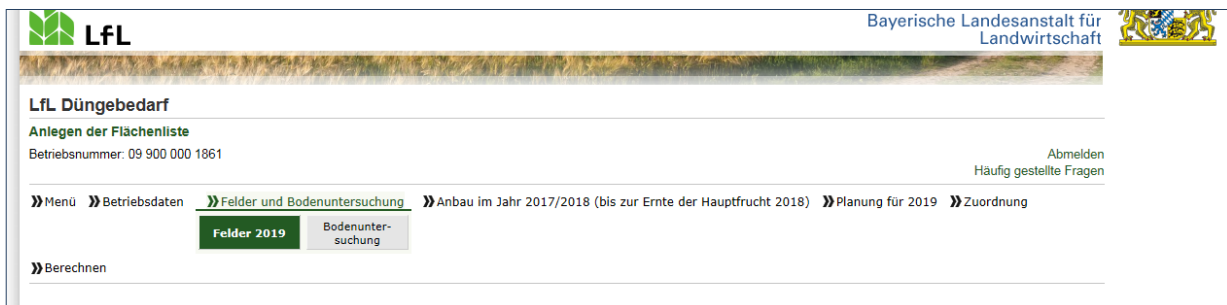 LfL
Bayerische Landesanstalt für
Landwirtschaft
LfL Düngebedarf
Anlegen der Flächenliste
Betriebsnummer: 09 900 000 1861
Abmelden
Häufig gestellte Fragen
Menü Betriebsdaten Felder und Bodenuntersuchung Anbau im Jahr 2017/2018 (bis zur Ernte der Hauptfrucht 2018) Planung für 2019 Zuordnung
Felder 2019
Bodenunter-
suchung
Berechnen